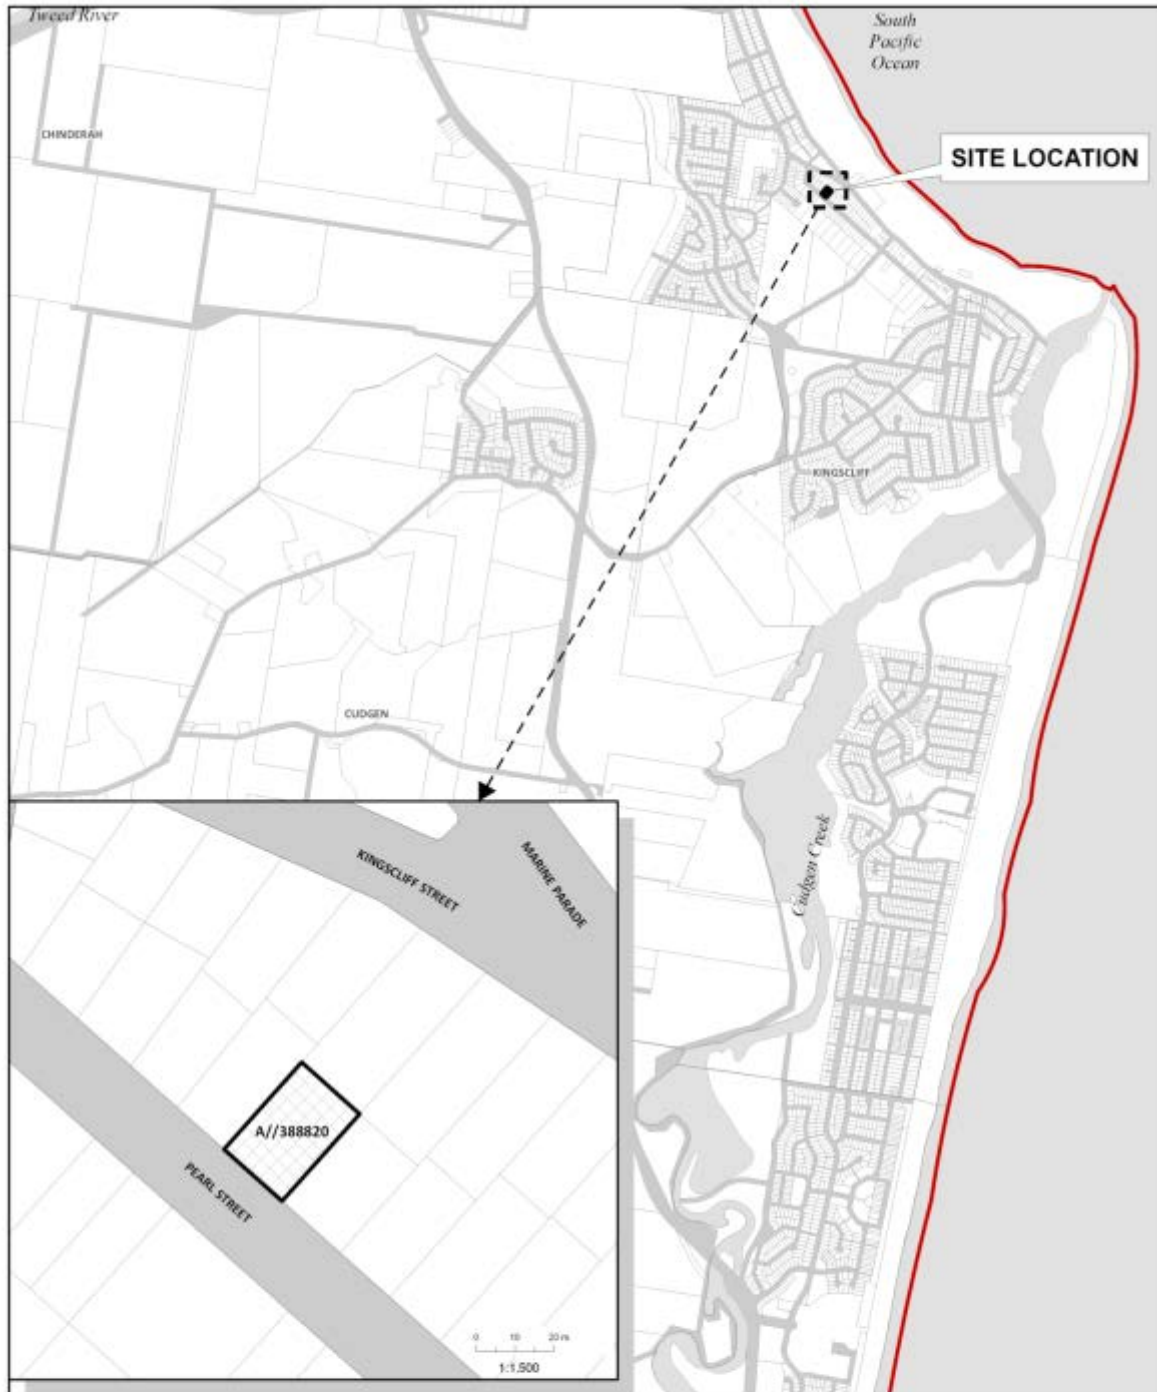 Tweed River
South
Pacific
Ocean
CHINDERAH
SITE LOCATION
KINGSCLIFF
CUDGEN
Cudgen Creek
KINGSCLIFF STREET
MARINE PARADE
A//388820
PEARL STREET
0 10 20 m
1:1,500